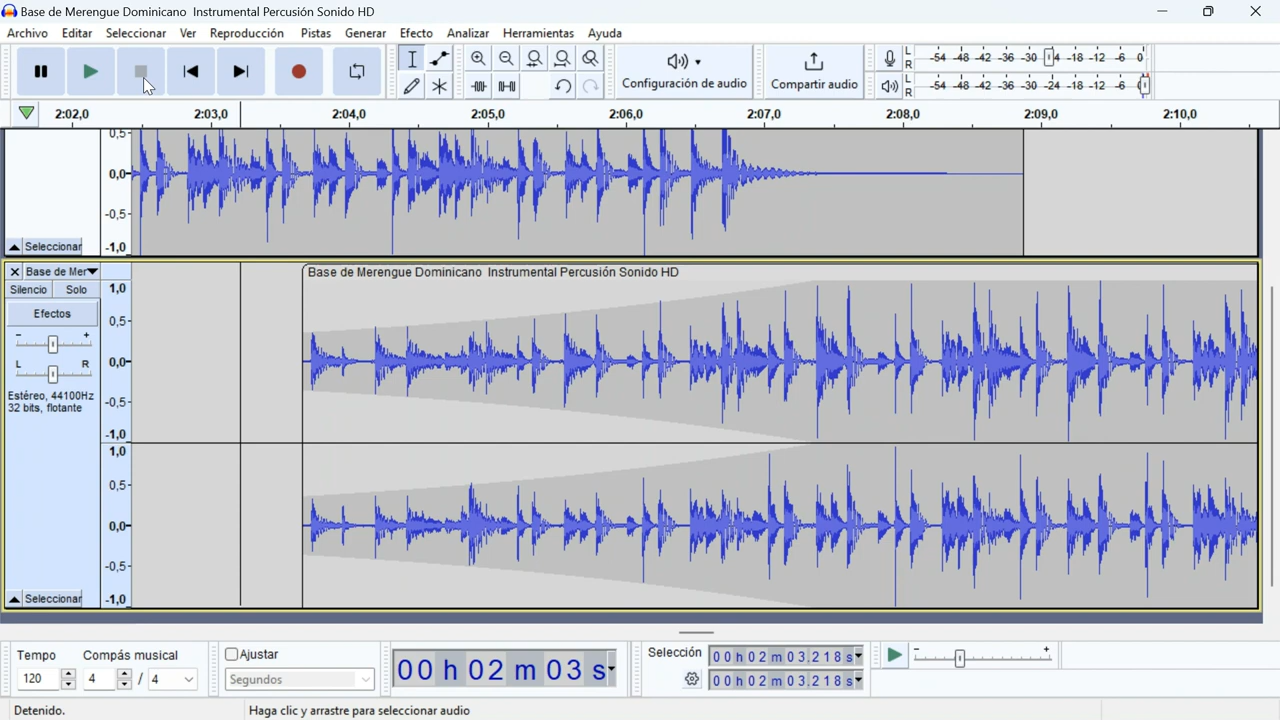 Base de Merengue Dominicano Instrumental Percusión Sonido HD
Archivo Editar Seleccionar Ver Reproducción Pistas Generar Efecto Analizar Herramientas Ayuda
Configuración de audio
Compartir audio
L R -54 -48 -42 -36 -30 -24 -18 -12 -6 0
L R -54 -48 -42 -36 -30 -24 -18 -12 -6 0
2:02,0 2:03,0 2:04,0 2:05,0 2:06,0 2:07,0 2:08,0 2:09,0 2:10,0
0,5
0,0
-0,5
-1,0
Seleccionar
Base de Mer
Base de Merengue Dominicano Instrumental Percusión Sonido HD
Silencio Solo
Efectos
- +
L R
Estéreo, 44100Hz
32 bits, flotante
1,0
0,5
0,0
-0,5
-1,0
1,0
0,5
0,0
-0,5
-1,0
Seleccionar
Tempo
120
Compás musical
4 / 4
Ajustar
Segundos
00 h 02 m 03 s
Selección
00 h 02 m 03.218 s
00 h 02 m 03.218 s
- +
Detenido.
Haga clic y arrastre para seleccionar audio